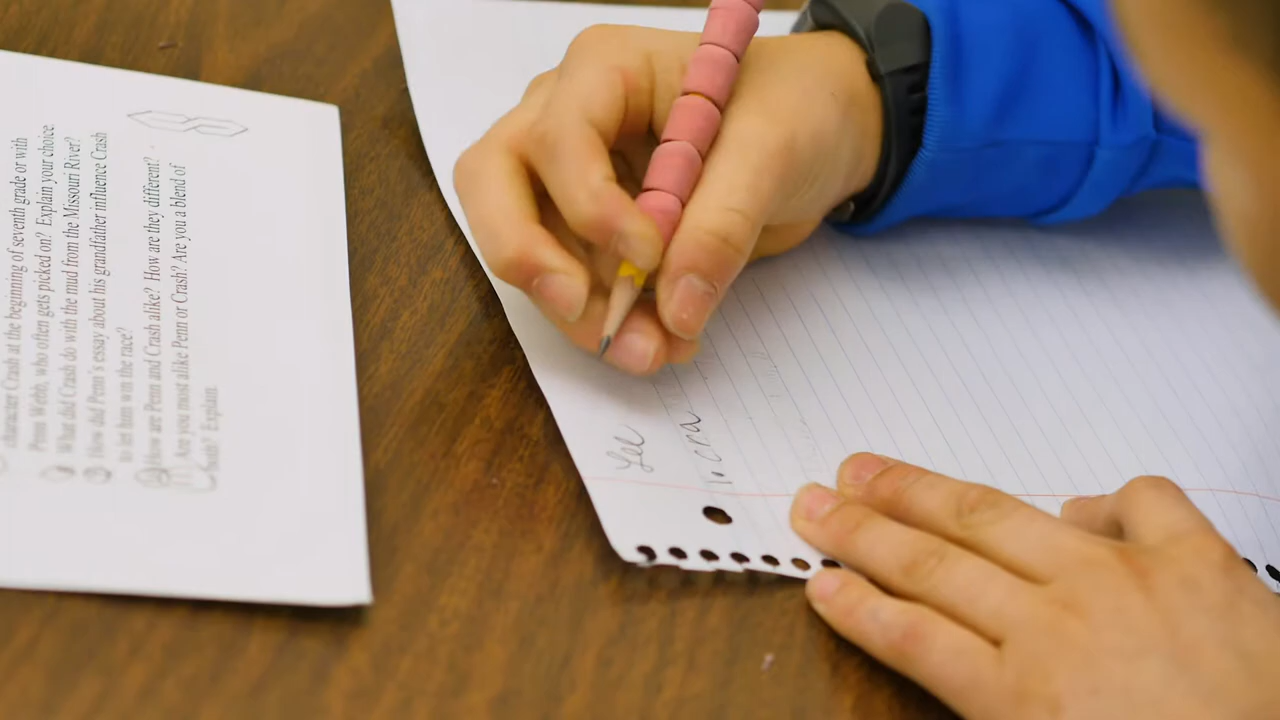 character Crash at the beginning of seventh grade or with
Penn Webb, who often gets picked on? Explain your choice.
What did Crash do with the mud from the Missouri River?
How did Penn's essay about his grandfather influence Crash
to let him win the race?
How are Penn and Crash alike? How are they different?
Are you most alike Penn or Crash? Are you a blend of
both? Explain.
Lee
1. cra